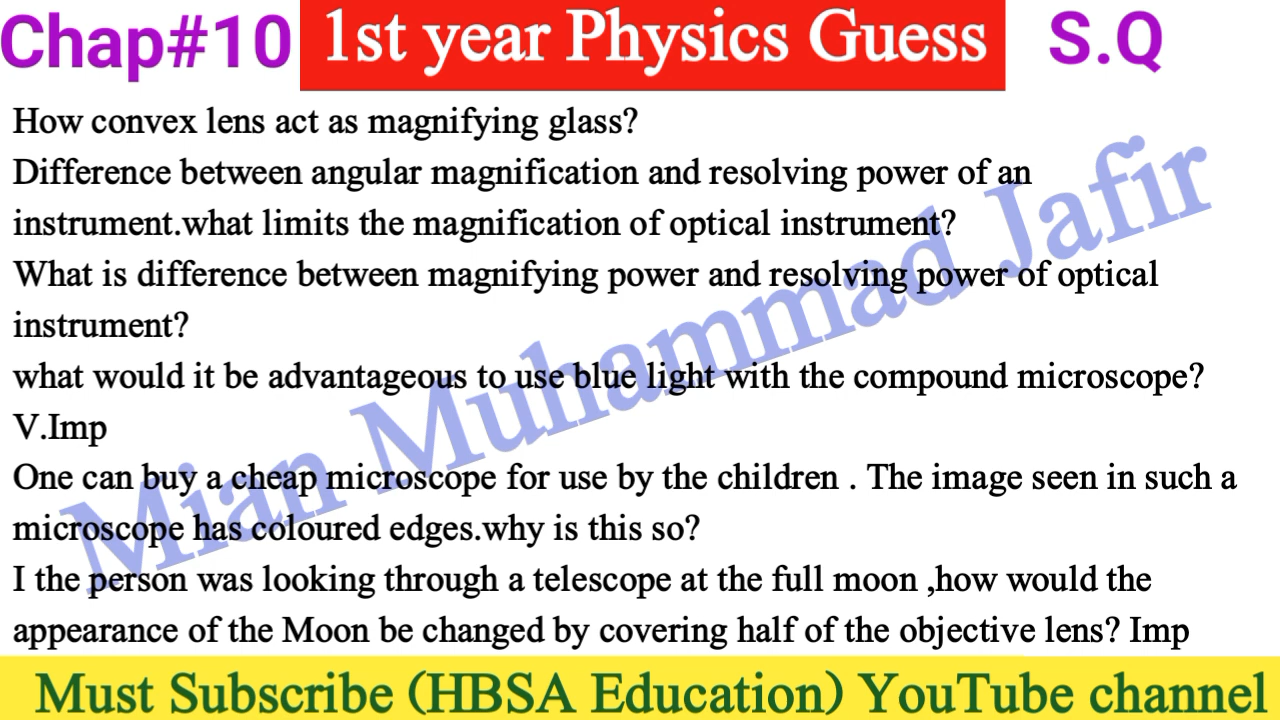 Chap#10 1st year Physics Guess S.Q
How convex lens act as magnifying glass?
Difference between angular magnification and resolving power of an
instrument.what limits the magnification of optical instrument?
What is difference between magnifying power and resolving power of optical
instrument?
what would it be advantageous to use blue light with the compound microscope?
V.Imp
One can buy a cheap microscope for use by the children . The image seen in such a
microscope has coloured edges.why is this so?
I the person was looking through a telescope at the full moon ,how would the
appearance of the Moon be changed by covering half of the objective lens? Imp
Mian Muhammad Jafir
Must Subscribe (HBSA Education) YouTube channel